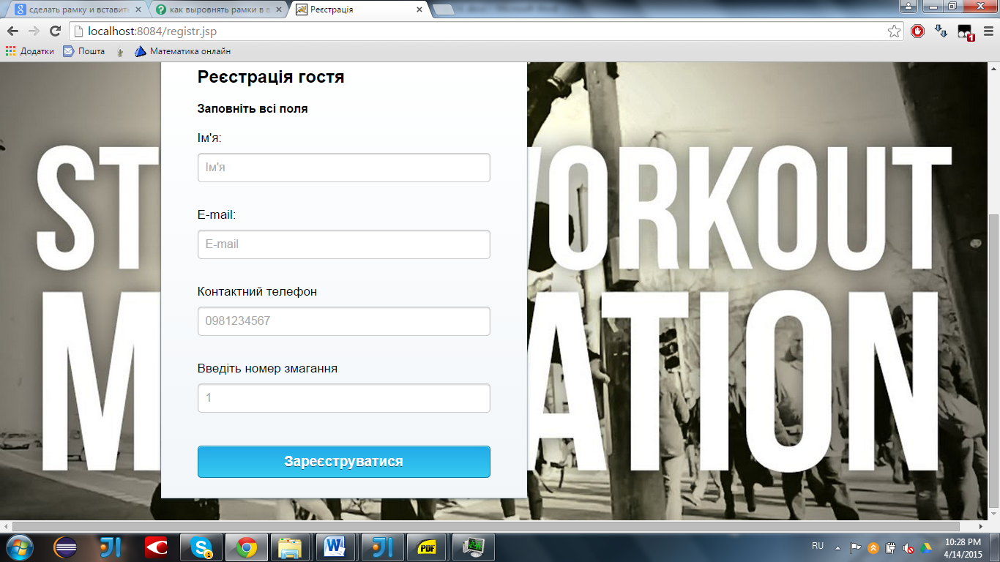 сделать рамку и вставить
как выровнять рамки в в
Реєстрація
localhost:8084/registr.jsp
Додатки
Пошта
Математика онлайн
1
Реєстрація гостя
Заповніть всі поля
Ім'я:
Ім'я
E-mail:
E-mail
Контактний телефон
0981234567
Введіть номер змагання
1
Зареєструватися
ST
WORKOUT
M
ATION
RU
10:28 PM
4/14/2015